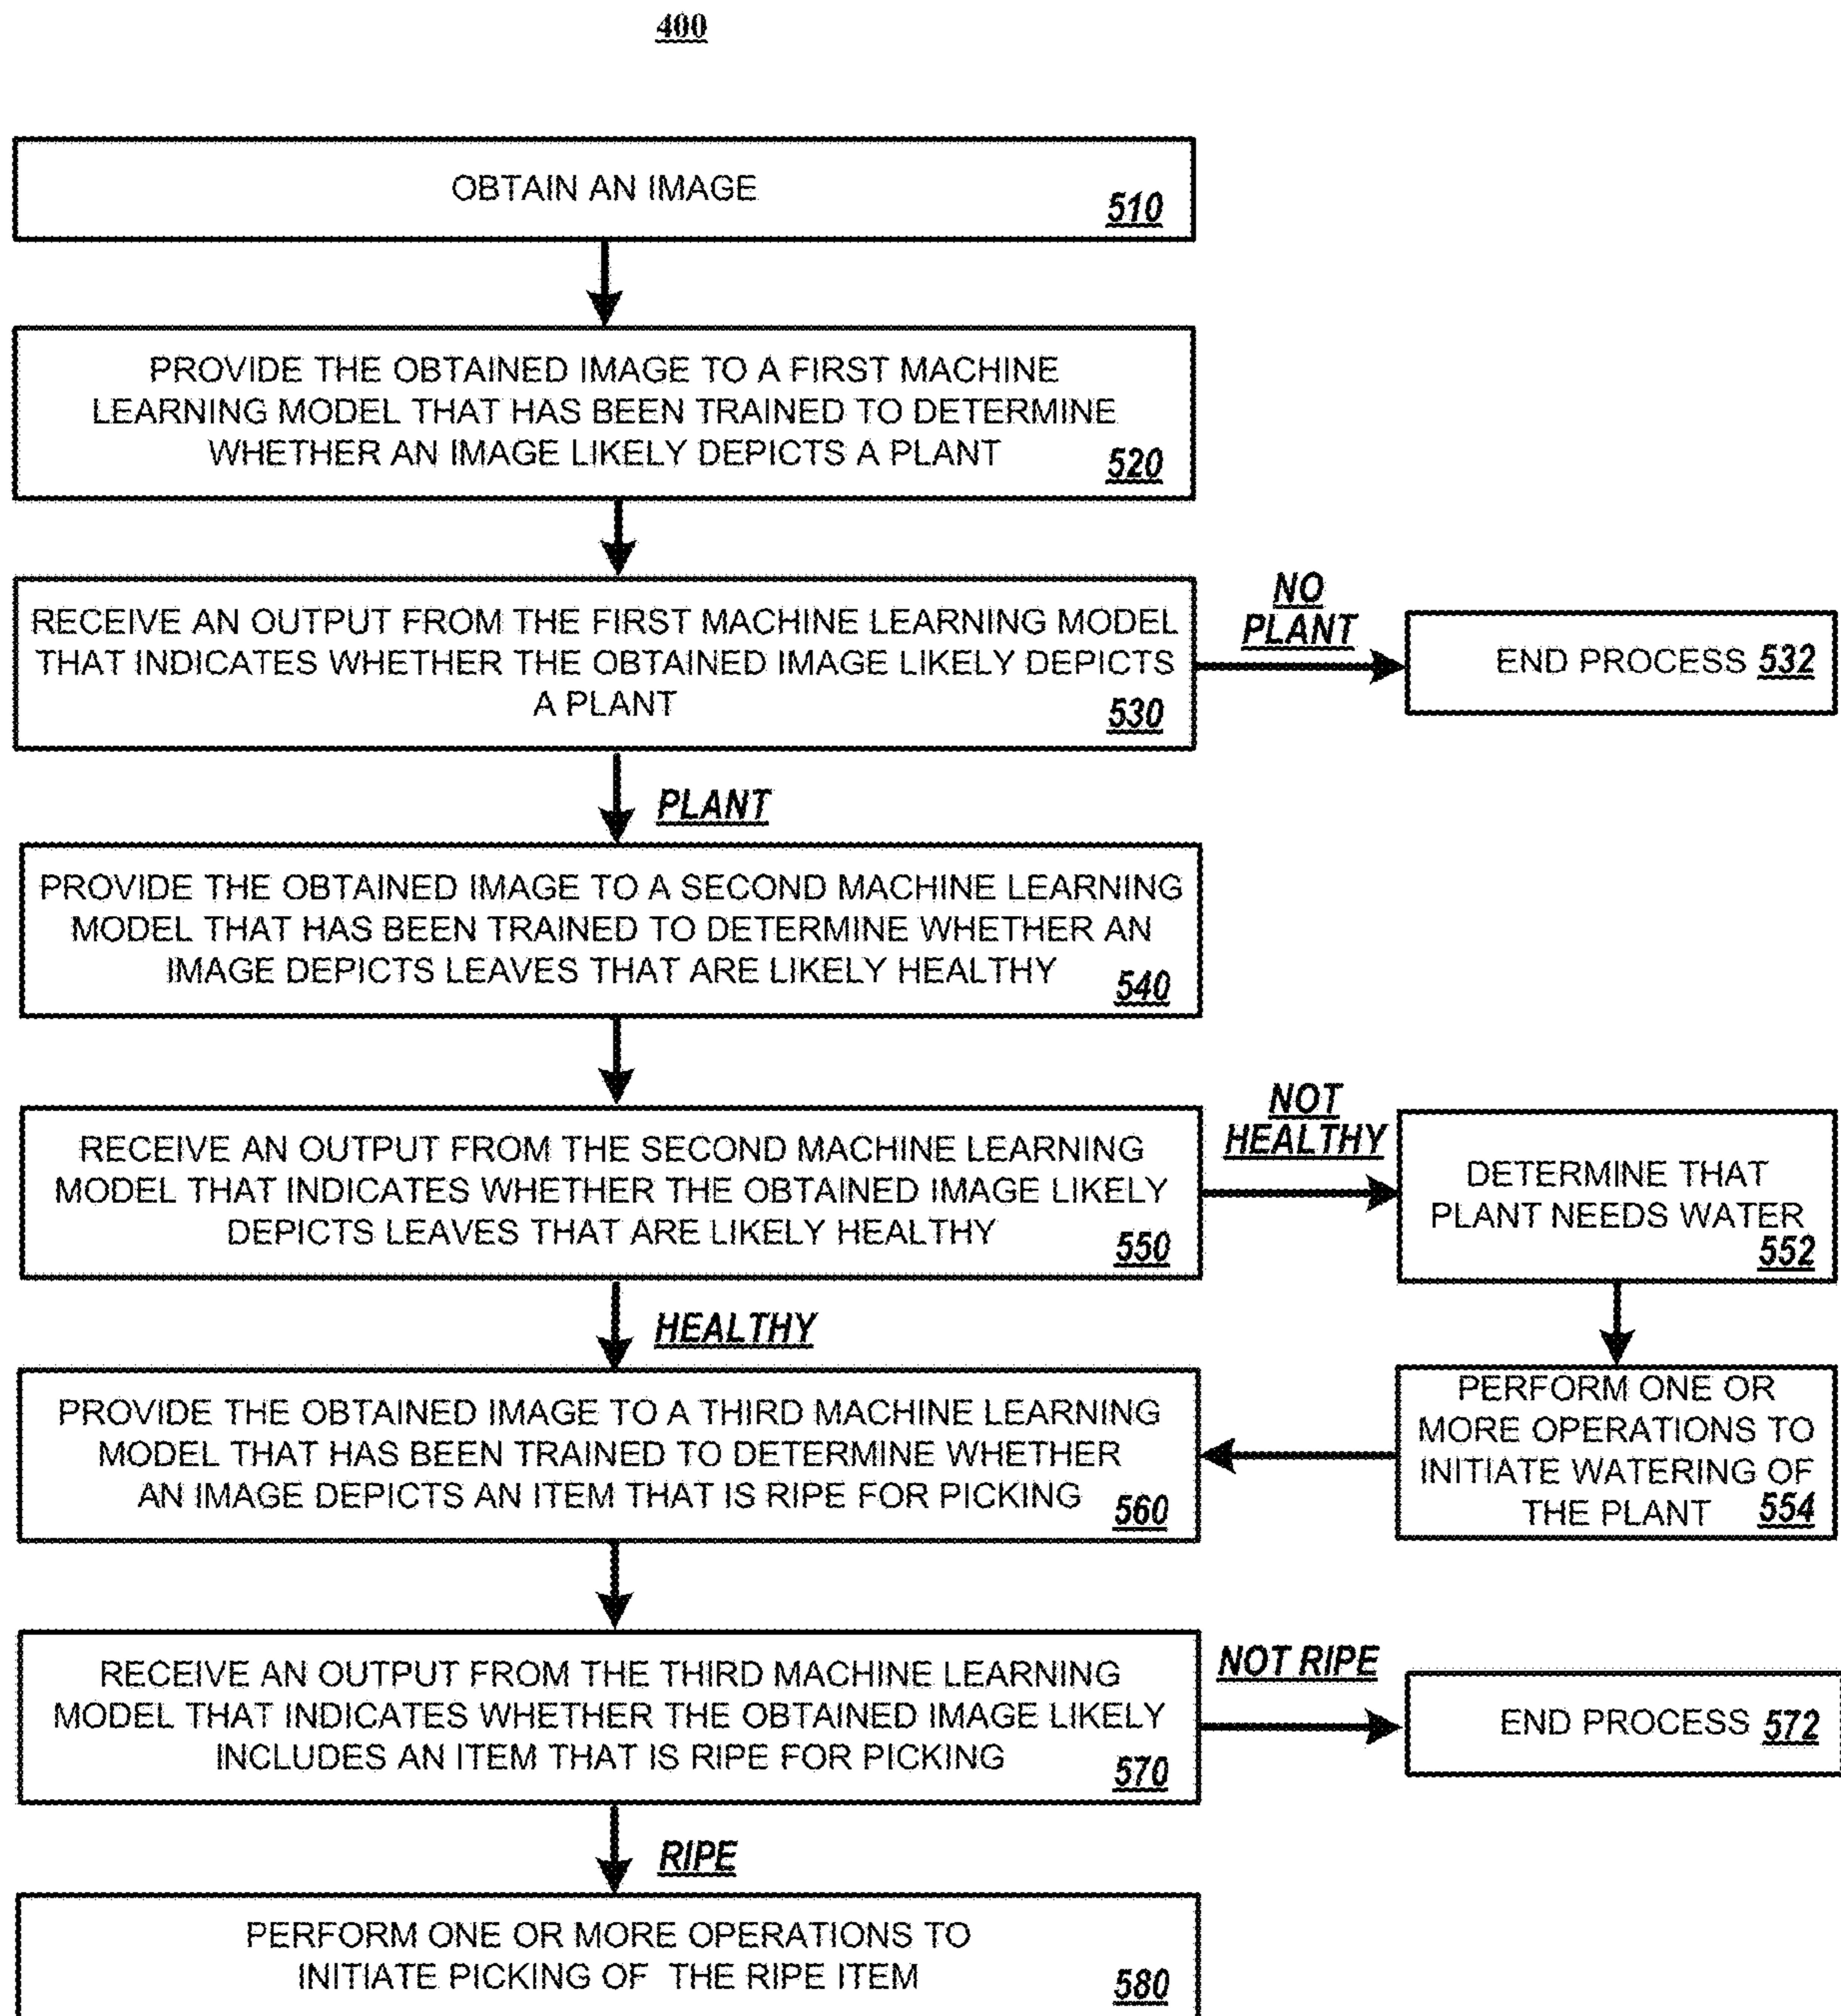 400
OBTAIN AN IMAGE
510
PROVIDE THE OBTAINED IMAGE TO A FIRST MACHINE
LEARNING MODEL THAT HAS BEEN TRAINED TO DETERMINE
WHETHER AN IMAGE LIKELY DEPICTS A PLANT
520
RECEIVE AN OUTPUT FROM THE FIRST MACHINE LEARNING MODEL
THAT INDICATES WHETHER THE OBTAINED IMAGE LIKELY DEPICTS
A PLANT
530
NO
PLANT
END PROCESS 532
PLANT
PROVIDE THE OBTAINED IMAGE TO A SECOND MACHINE LEARNING
MODEL THAT HAS BEEN TRAINED TO DETERMINE WHETHER AN
IMAGE DEPICTS LEAVES THAT ARE LIKELY HEALTHY
540
RECEIVE AN OUTPUT FROM THE SECOND MACHINE LEARNING
MODEL THAT INDICATES WHETHER THE OBTAINED IMAGE LIKELY
DEPICTS LEAVES THAT ARE LIKELY HEALTHY
550
NOT
HEALTHY
DETERMINE THAT
PLANT NEEDS WATER
552
HEALTHY
PROVIDE THE OBTAINED IMAGE TO A THIRD MACHINE LEARNING
MODEL THAT HAS BEEN TRAINED TO DETERMINE WHETHER
AN IMAGE DEPICTS AN ITEM THAT IS RIPE FOR PICKING
560
PERFORM ONE OR
MORE OPERATIONS TO
INITIATE WATERING OF
THE PLANT
554
RECEIVE AN OUTPUT FROM THE THIRD MACHINE LEARNING
MODEL THAT INDICATES WHETHER THE OBTAINED IMAGE LIKELY
INCLUDES AN ITEM THAT IS RIPE FOR PICKING
570
NOT RIPE
END PROCESS 572
RIPE
PERFORM ONE OR MORE OPERATIONS TO
INITIATE PICKING OF THE RIPE ITEM
580